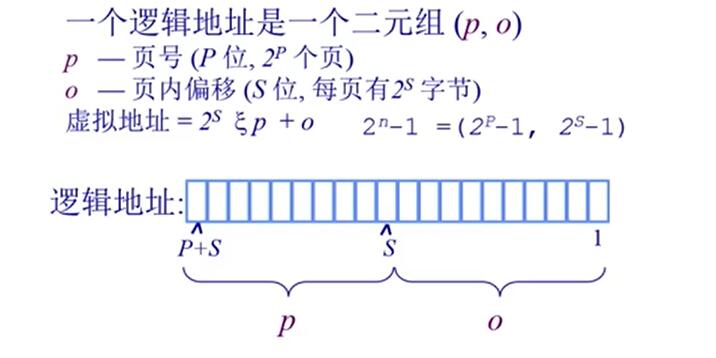 一个逻辑地址是一个二元组 (p, o)
p — 页号 (P 位, 2^P 个页)
o — 页内偏移 (S 位, 每页有2^S 字节)
虚拟地址 = 2^S ξp + o 2^n-1 =(2^P-1, 2^S-1)
逻辑地址:
P+S S 1
p o